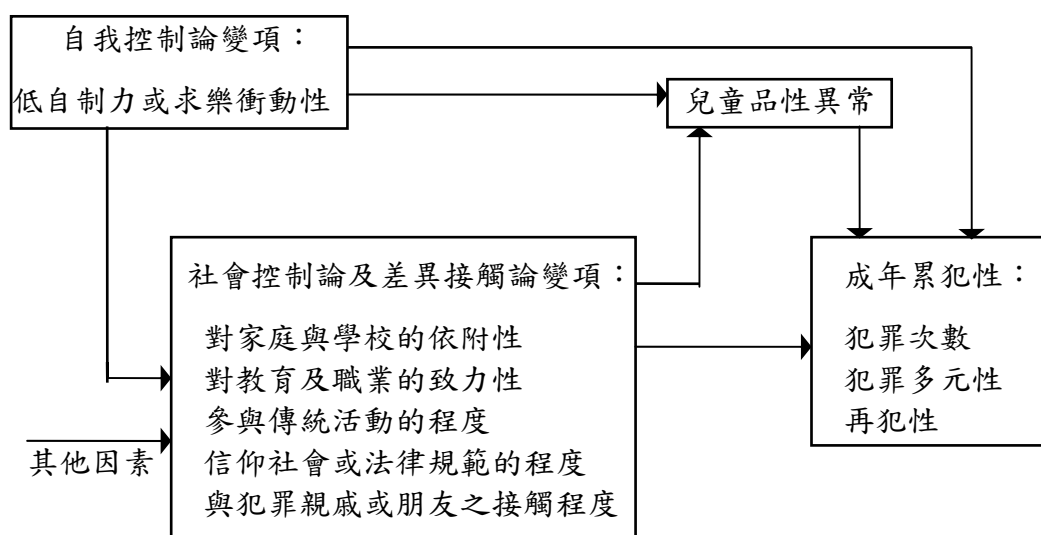 自我控制論變項：
低自制力或求樂衝動性
兒童品性異常
社會控制論及差異接觸論變項：
對家庭與學校的依附性
對教育及職業的致力性
參與傳統活動的程度
信仰社會或法律規範的程度
與犯罪親戚或朋友之接觸程度
成年累犯性：
犯罪次數
犯罪多元性
再犯性
其他因素